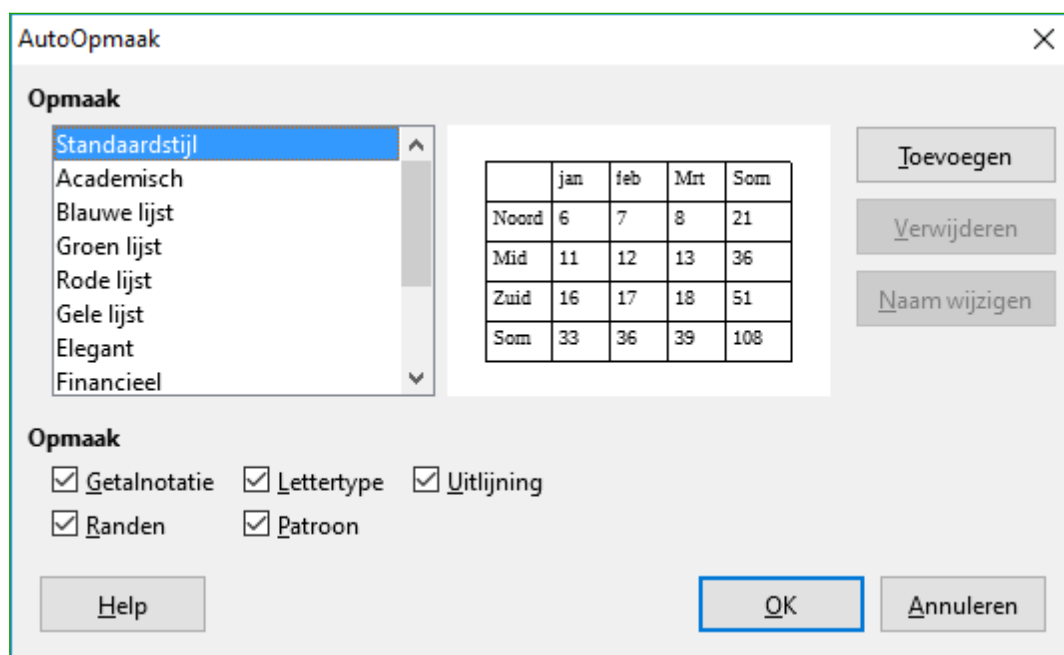 AutoOpmaak
Opmaak
Standaardstijl
Academisch
Blauwe lijst
Groen lijst
Rode lijst
Gele lijst
Elegant
Financieel
jan feb Mrt Som
Noord 6 7 8 21
Mid 11 12 13 36
Zuid 16 17 18 51
Som 33 36 39 108
Toevoegen
Verwijderen
Naam wijzigen
Opmaak
Getalnotatie Lettertype Uitlijning
Randen Patroon
Help OK Annuleren